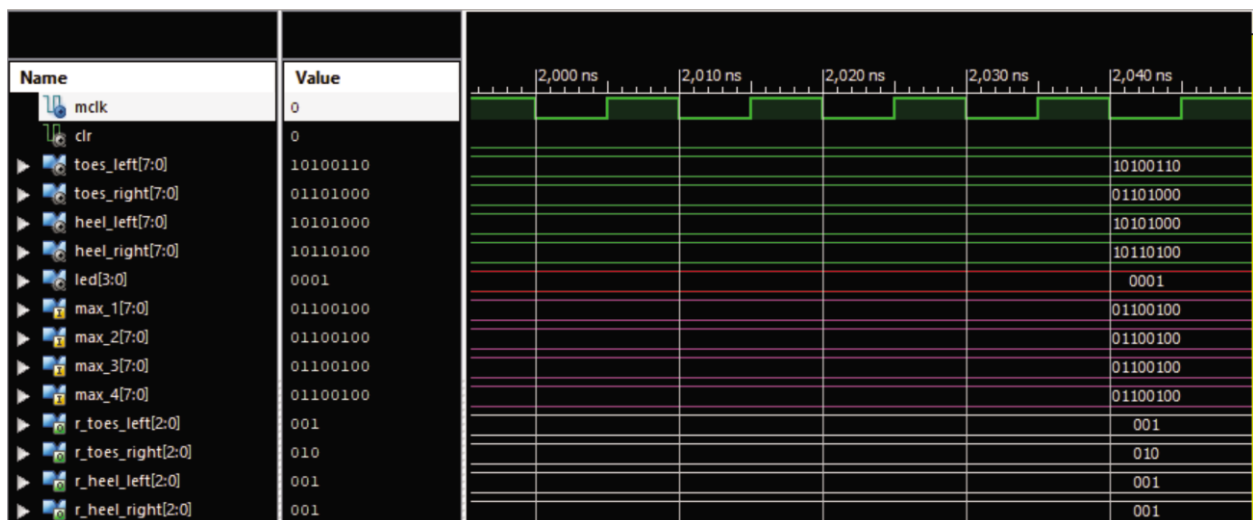 2,000 ns 2,010 ns 2,020 ns 2,030 ns 2,040 ns
Name Value
mclk 0
clr 0
toes_left[7:0] 10100110 10100110
toes_right[7:0] 01101000 01101000
heel_left[7:0] 10101000 10101000
heel_right[7:0] 10110100 10110100
led[3:0] 0001 0001
max_1[7:0] 01100100 01100100
max_2[7:0] 01100100 01100100
max_3[7:0] 01100100 01100100
max_4[7:0] 01100100 01100100
r_toes_left[2:0] 001 001
r_toes_right[2:0] 010 010
r_heel_left[2:0] 001 001
r_heel_right[2:0] 001 001